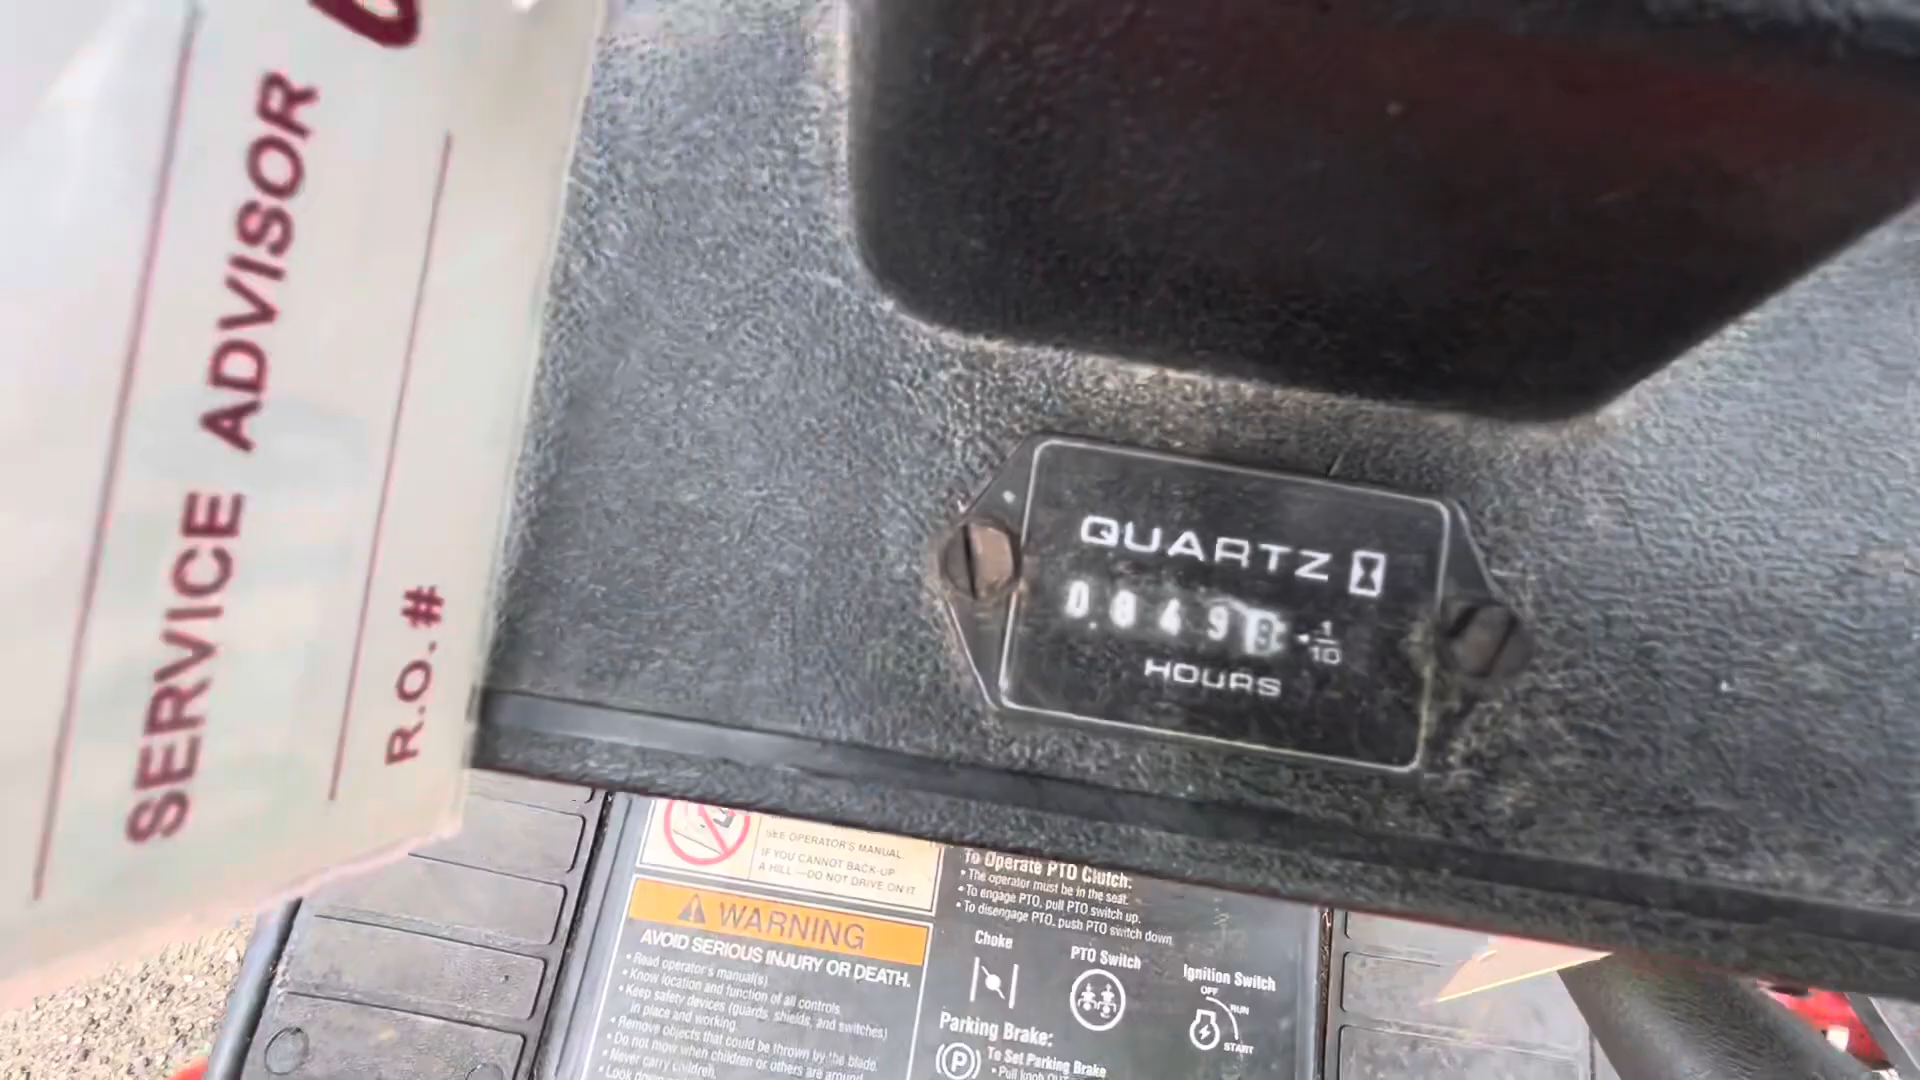 SERVICE ADVISOR
R.O. #
QUARTZ
1
10
HOURS
SEE OPERATOR'S MANUAL.
IF YOU CANNOT BACK-UP
A HILL — DO NOT DRIVE ON IT
WARNING
AVOID SERIOUS INJURY OR DEATH.
• Read operator's manual(s)
• Know location and function of all controls
• Keep safety devices (guards, shields, and switches)
in place and working.
• Remove objects that could be thrown by the blade.
• Do not mow when children or others are around
• Never carry children.
• Look down
To Operate PTO Clutch:
• The operator must be in the seat.
• To engage PTO, pull PTO switch up.
• To disengage PTO, push PTO switch down
Choke
PTO Switch
Ignition Switch
OFF
RUN
START
Parking Brake:
P
To Set Parking Brake
• Pull knob OUT